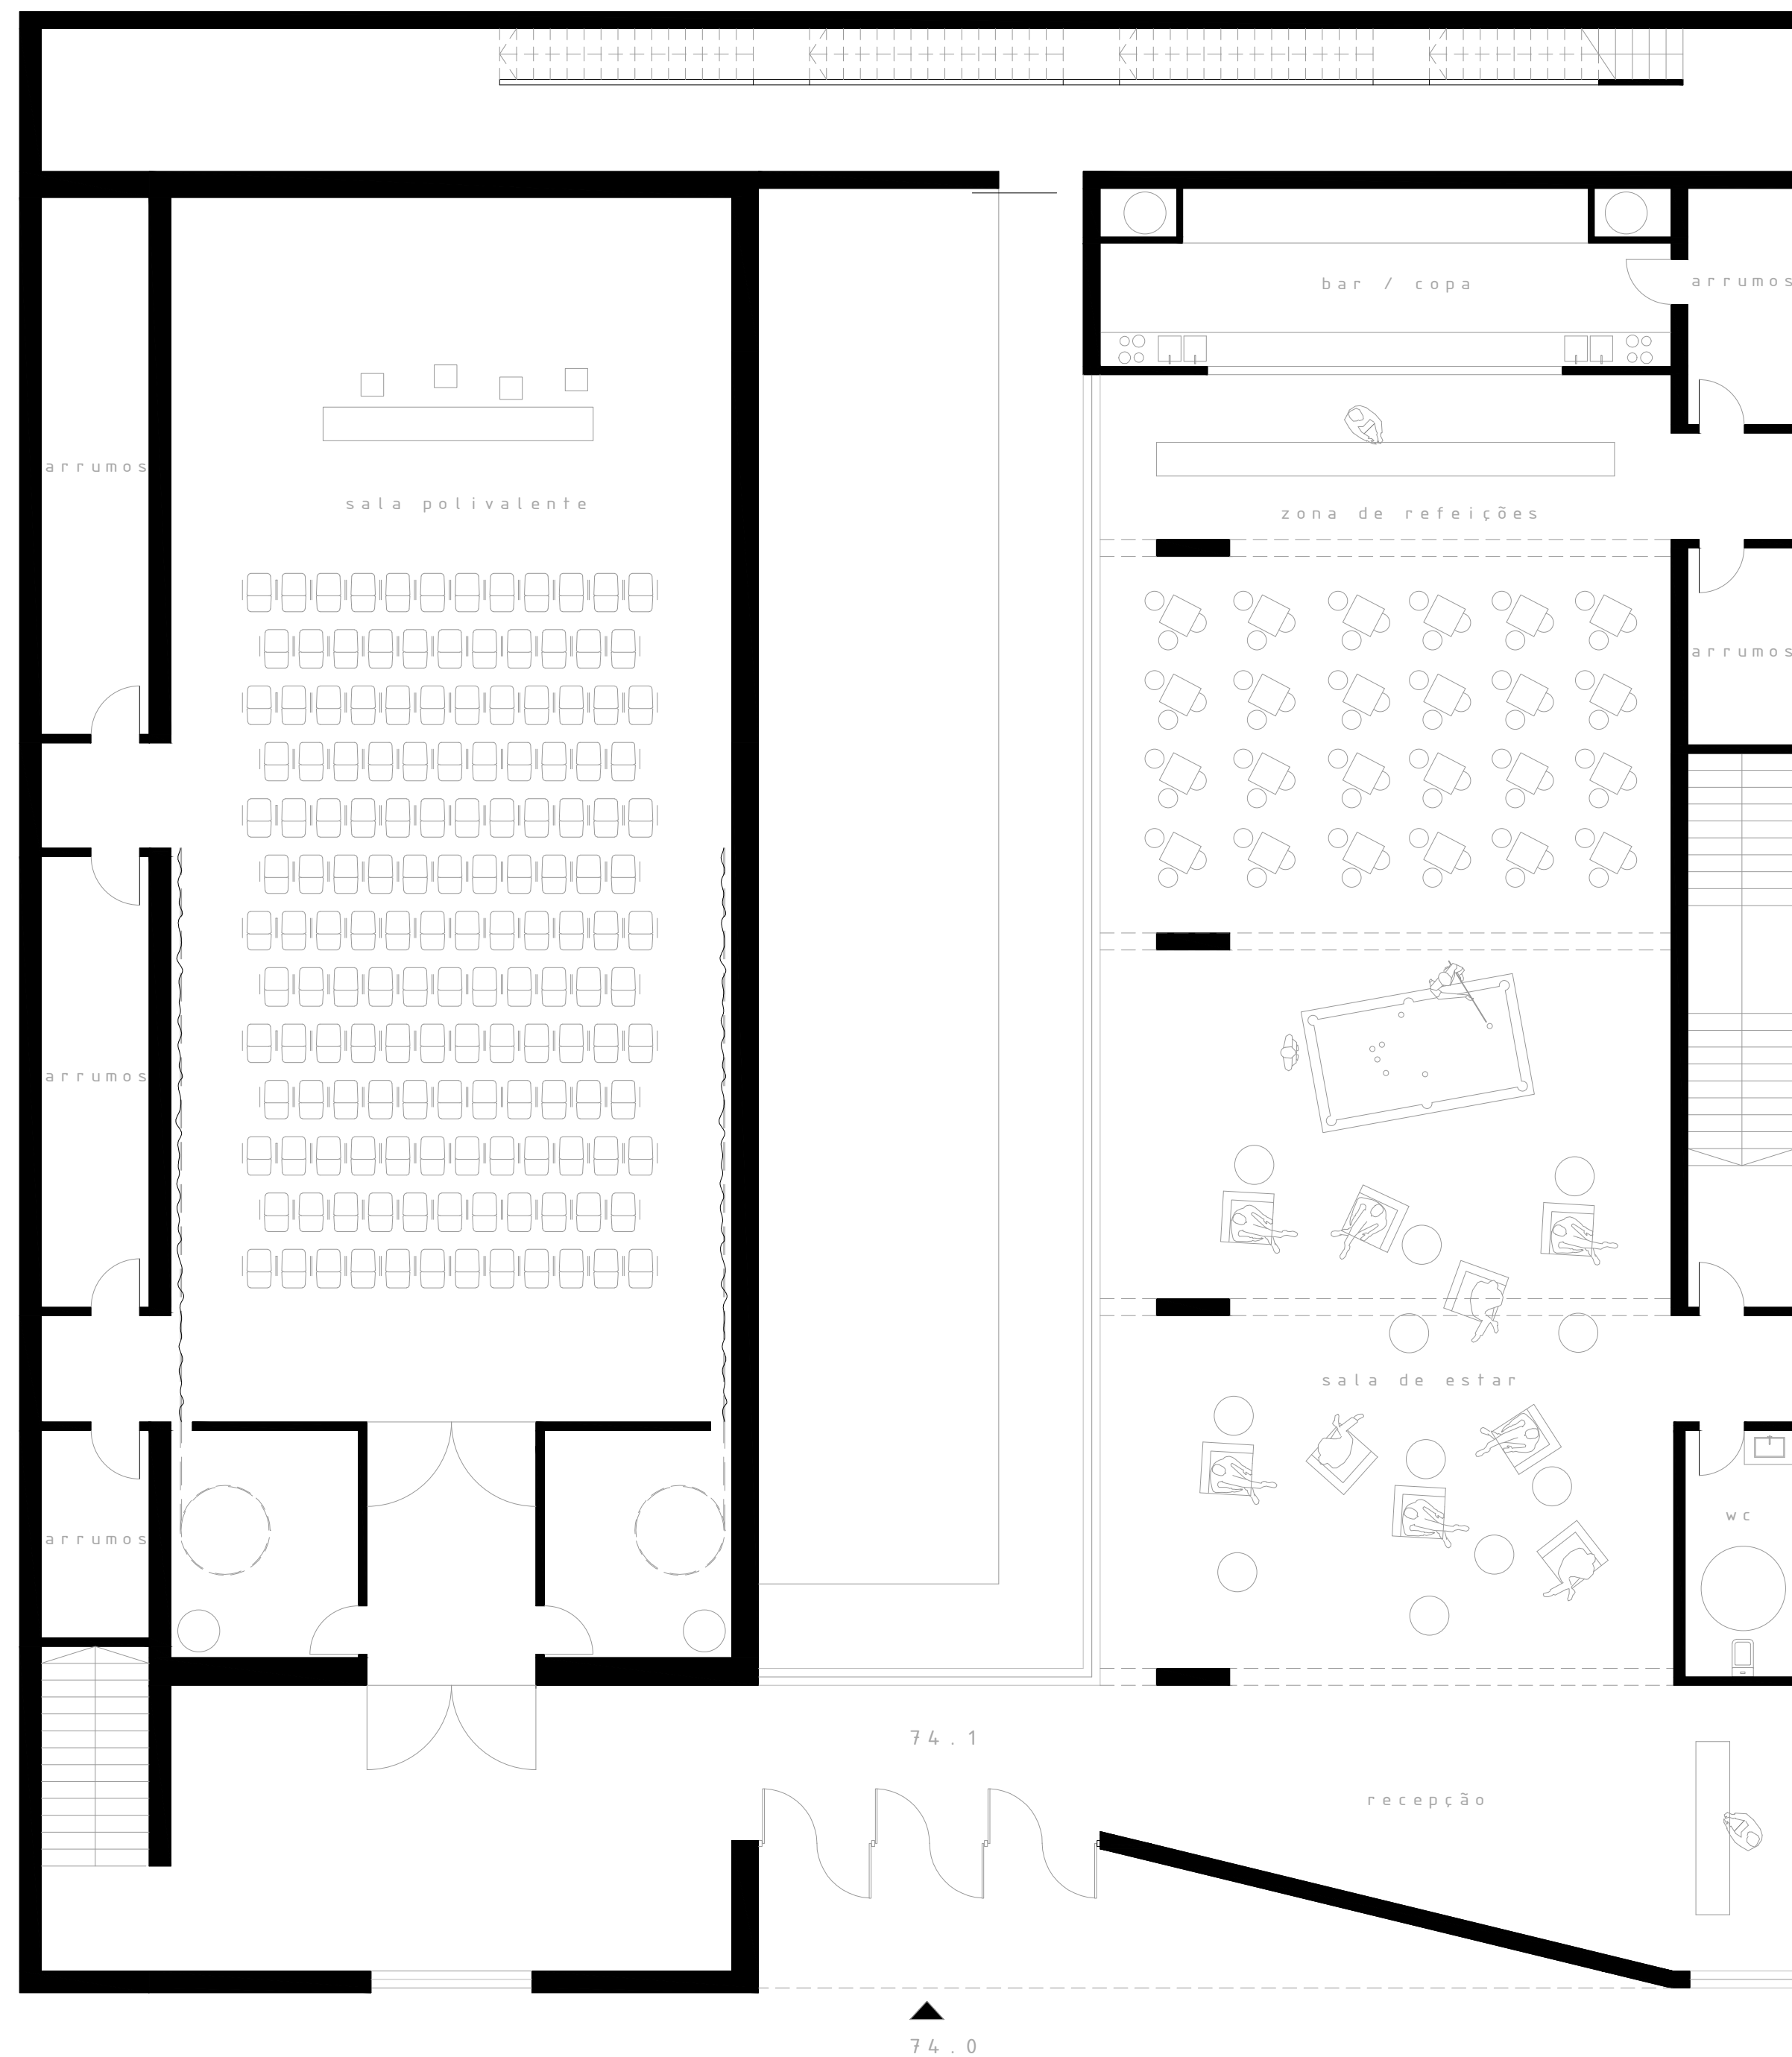 bar / copa
arrumos
arrumos
sala polivalente
zona de refeições
arrumos
arrumos
sala de estar
wc
arrumos
74.1
recepção
74.0